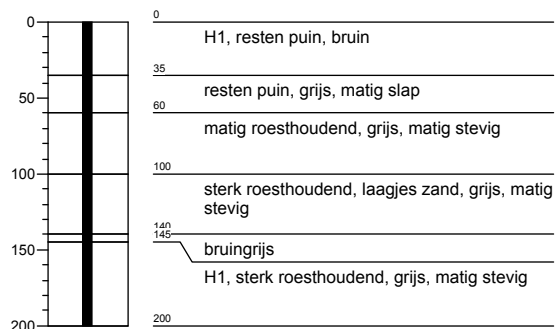 0
0
H1, resten puin, bruin
35
resten puin, grijs, matig slap
50
60
matig roesthoudend, grijs, matig stevig
100
100
sterk roesthoudend, laagjes zand, grijs, matig
stevig
140
145
150
bruingrijs
H1, sterk roesthoudend, grijs, matig stevig
200
200